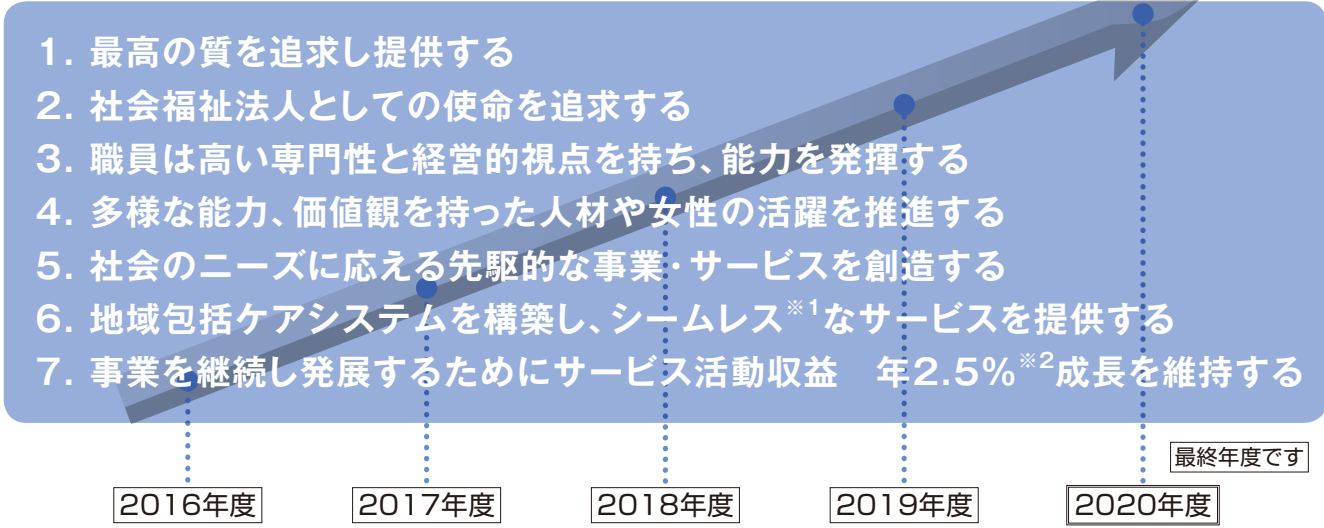 1. 最高の質を追求し提供する
2. 社会福祉法人としての使命を追求する
3. 職員は高い専門性と経営的視点を持ち、能力を発揮する
4. 多様な能力、価値観を持った人材や女性の活躍を推進する
5. 社会のニーズに応える先駆的な事業・サービスを創造する
6. 地域包括ケアシステムを構築し、シームレス※1なサービスを提供する
7. 事業を継続し発展するためにサービス活動収益　年2.5%※2成長を維持する
最終年度です
2016年度 2017年度 2018年度 2019年度 2020年度